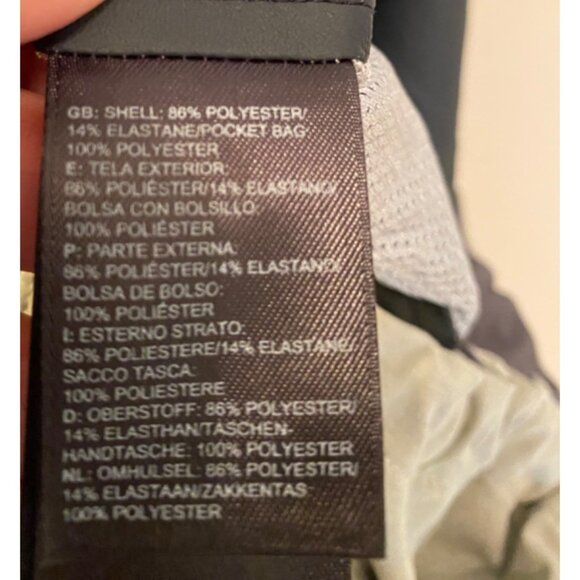 GB: SHELL: 86% POLYESTER/
14% ELASTANE/POCKET BAG:
100% POLYESTER
E: TELA EXTERIOR:
86% POLIÉSTER/14% ELASTANO/
BOLSA CON BOLSILLO:
100% POLIÉSTER
P: PARTE EXTERNA:
86% POLIÉSTER/14% ELASTANO/
BOLSA DE BOLSO:
100% POLIÉSTER
I: ESTERNO STRATO:
86% POLIESTERE/14% ELASTANE/
SACCO TASCA:
100% POLIESTERE
D: OBERSTOFF: 86% POLYESTER/
14% ELASTHAN/TASCHEN-
HANDTASCHE: 100% POLYESTER
NL: OMHULSEL: 86% POLYESTER/
14% ELASTAAN/ZAKKENTAS:
100% POLYESTER